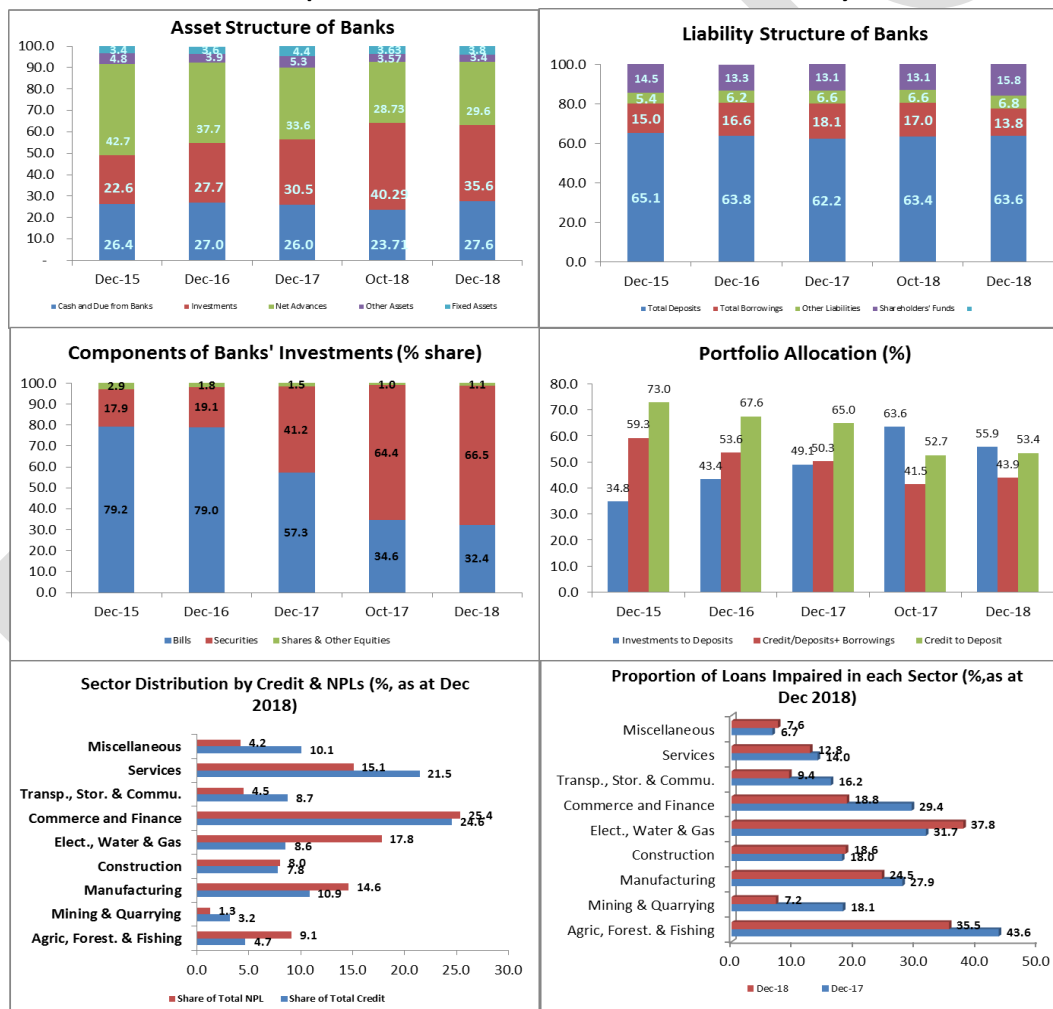 Asset Structure of Banks
100.0
90.0
80.0
70.0
60.0
50.0
40.0
30.0
20.0
10.0
-
3.4 3.6 4.4 3.63 3.8
4.8 3.9 5.3 3.57 3.4
42.7 37.7 33.6 28.73 29.6
22.6 27.7 30.5 40.29 35.6
26.4 27.0 26.0 23.71 27.6
Dec-15 Dec-16 Dec-17 Oct-18 Dec-18
Cash and Due from Banks Investments Net Advances Other Assets Fixed Assets
Liability Structure of Banks
100.0
80.0
60.0
40.0
20.0
0.0
14.5 13.3 13.1 13.1 15.8
5.4 6.2 6.6 6.6 6.8
15.0 16.6 18.1 17.0 13.8
65.1 63.8 62.2 63.4 63.6
Dec-15 Dec-16 Dec-17 Oct-18 Dec-18
Total Deposits Total Borrowings Other Liabilities Shareholders' Funds
Components of Banks' Investments (% share)
100.0
90.0
80.0
70.0
60.0
50.0
40.0
30.0
20.0
10.0
0.0
2.9 1.8 1.5 1.0 1.1
17.9 19.1 41.2 64.4 66.5
79.2 79.0 57.3 34.6 32.4
Dec-15 Dec-16 Dec-17 Oct-17 Dec-18
Bills Securities Shares & Other Equities
Portfolio Allocation (%)
80.0
70.0
60.0
50.0
40.0
30.0
20.0
10.0
0.0
34.8 59.3 73.0 43.4 53.6 67.6 49.1 50.3 65.0 63.6 41.5 52.7 55.9 43.9 53.4
Dec-15 Dec-16 Dec-17 Oct-17 Dec-18
Investments to Deposits Credit/Deposits+ Borrowings Credit to Deposit
Sector Distribution by Credit & NPLs (%, as at Dec
2018)
Miscellaneous 4.2 10.1
Services 15.1 21.5
Transp., Stor. & Commu. 4.5 8.7
Commerce and Finance 25.4 24.6
Elect., Water & Gas 17.8 8.6
Construction 8.0 7.8
Manufacturing 14.6 10.9
Mining & Quarrying 1.3 3.2
Agric, Forest. & Fishing 9.1 4.7
0.0 5.0 10.0 15.0 20.0 25.0 30.0
Share of Total NPL Share of Total Credit
Proportion of Loans Impaired in each Sector (%,as at
Dec 2018)
Miscellaneous 7.6 6.7
Services 12.8 14.0
Transp., Stor. & Commu. 9.4 16.2
Commerce and Finance 18.8 29.4
Elect., Water & Gas 37.8 31.7
Construction 18.6 18.0
Manufacturing 24.5 27.9
Mining & Quarrying 7.2 18.1
Agric, Forest. & Fishing 35.5 43.6
0.0 10.0 20.0 30.0 40.0 50.0
Dec-18 Dec-17